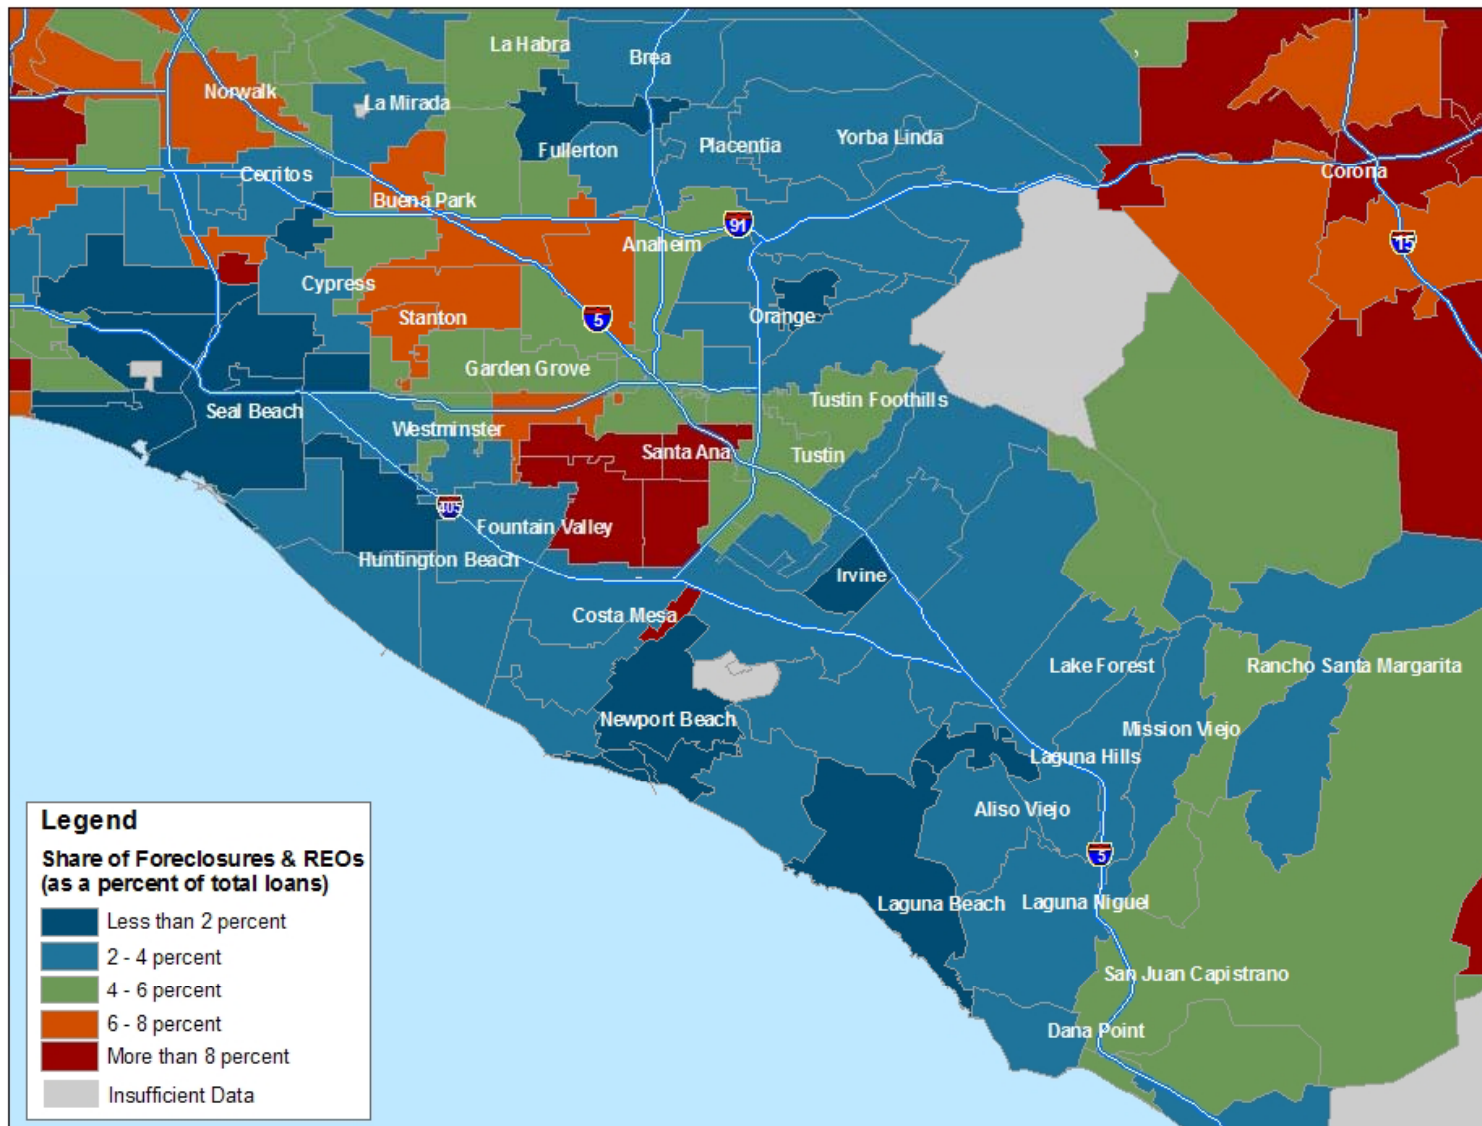 La Habra
Brea
Norwalk
La Mirada
Fullerton
Placentia
Yorba Linda
Corona
Cerritos
Buena Park
91
Anaheim
15
Cypress
Stanton
5
Orange
Garden Grove
Seal Beach
Westminster
Tustin Foothills
Santa Ana
Tustin
405
Fountain Valley
Huntington Beach
Irvine
Costa Mesa
Lake Forest
Rancho Santa Margarita
Newport Beach
Mission Viejo
Laguna Hills
Aliso Viejo
5
Laguna Beach
Laguna Niguel
San Juan Capistrano
Dana Point
Legend
Share of Foreclosures & REOs
(as a percent of total loans)
Less than 2 percent
2 - 4 percent
4 - 6 percent
6 - 8 percent
More than 8 percent
Insufficient Data